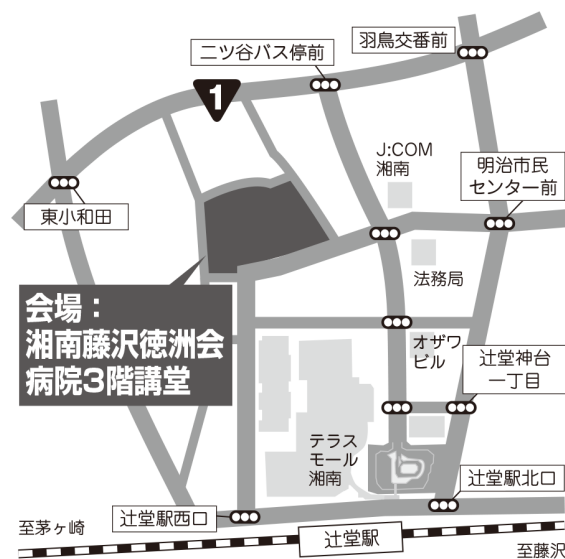 羽鳥交番前
二ツ谷バス停前
1
J:COM
湘南
明治市民
センター前
東小和田
法務局
会場：
湘南藤沢徳洲会
病院3階講堂
オザワ
ビル
辻堂神台
一丁目
テラス
モール
湘南
辻堂駅北口
辻堂駅西口
至茅ヶ崎
辻堂駅
至藤沢